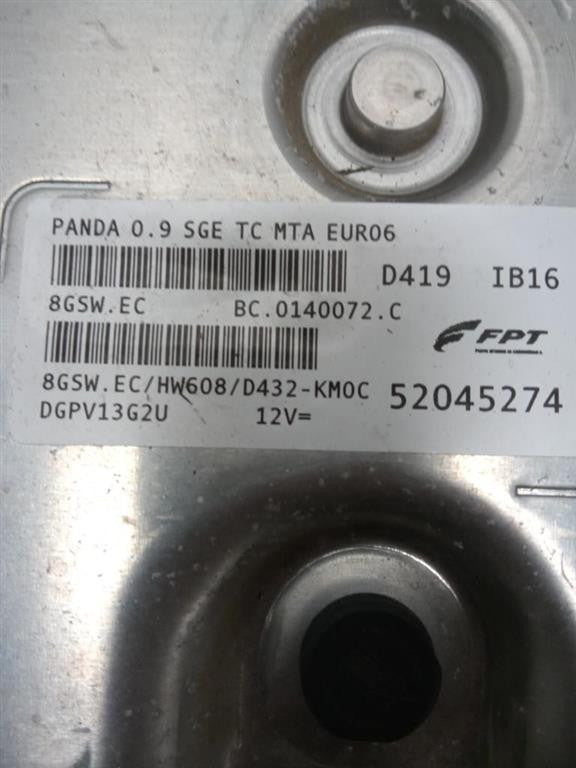 PANDA 0.9 SGE TC MTA EURO6
D419 IB16
8GSW.EC BC.0140072.C
FPT
8GSW.EC/HW608/D432-KM0C 52045274
DGPV13G2U 12V=